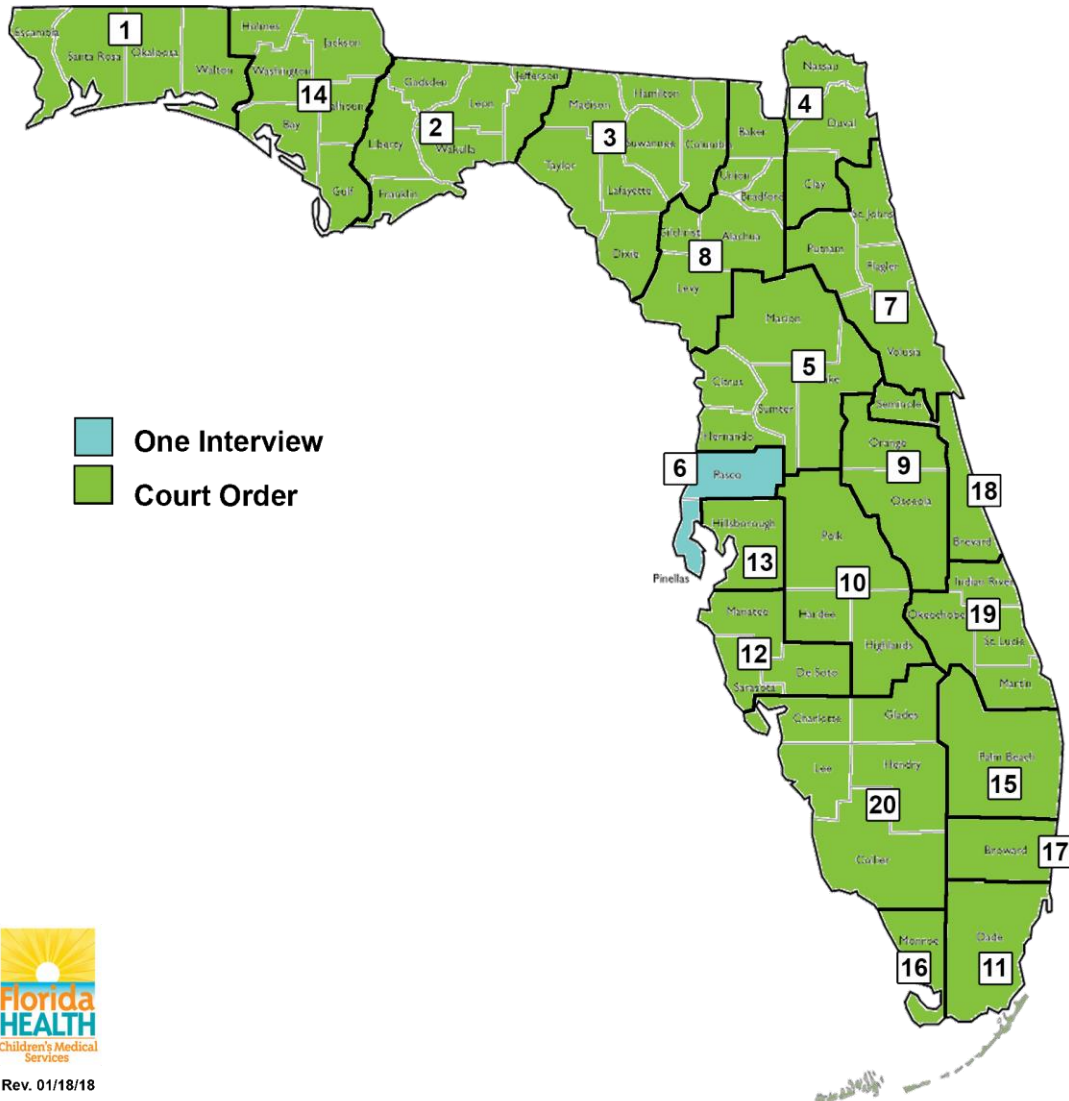 1
Escambia
Santa Rosa
Okaloosa
Walton
Holmes
Jackson
Washington
14
lhoun
Bay
Gulf
Gadsden
Jefferson
Leon
2
Liberty
Wakulla
Franklin
Madison
Hamilton
3
uwannee
Columbia
Taylor
Lafayette
Dixie
Nassau
4
Duval
Baker
Union
Bradford
Clay
St. Johns
Gilchrist
Alachua
8
Levy
Putnam
Flagler
7
Volusia
Marion
5
ke
Citrus
Sumter
Hernando
Seminole
Orange
9
Osceola
18
Brevard
One Interview
Court Order
6
Pasco
Hillsborough
13
Pinellas
Polk
10
Hardee
Highlands
Indian River
Okeechobee
19
St. Lucie
Martin
Manatee
12
De Soto
Sarasota
Charlotte
Glades
Lee
Hendry
20
Collier
Palm Beach
15
Broward
17
Monroe
16
Dade
11
Florida
HEALTH
Children's Medical
Services
Rev. 01/18/18